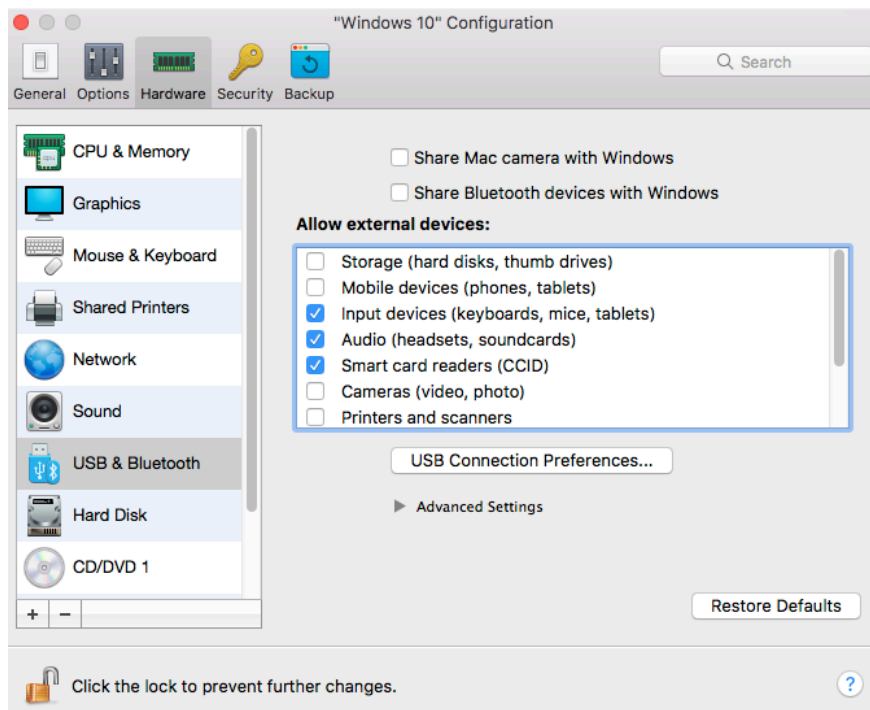 "Windows 10" Configuration
General Options Hardware Security Backup
Search
CPU & Memory
Graphics
Mouse & Keyboard
Shared Printers
Network
Sound
USB & Bluetooth
Hard Disk
CD/DVD 1
+ −
Share Mac camera with Windows
Share Bluetooth devices with Windows
Allow external devices:
Storage (hard disks, thumb drives)
Mobile devices (phones, tablets)
Input devices (keyboards, mice, tablets)
Audio (headsets, soundcards)
Smart card readers (CCID)
Cameras (video, photo)
Printers and scanners
USB Connection Preferences...
Advanced Settings
Restore Defaults
Click the lock to prevent further changes.
?